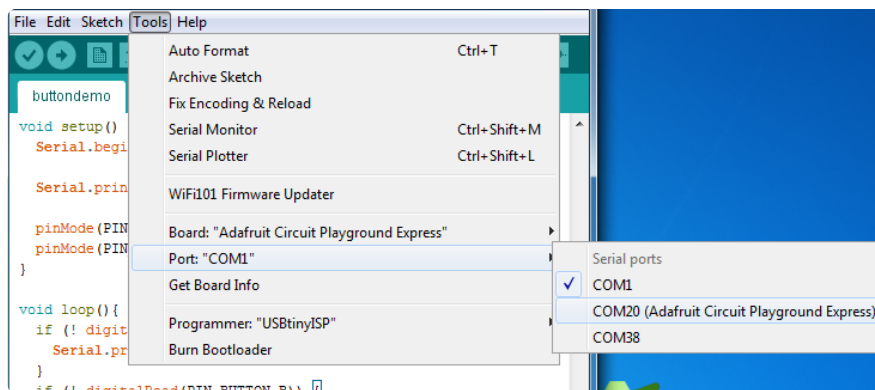 File Edit Sketch Tools Help
Auto Format Ctrl+T
Archive Sketch
Fix Encoding & Reload
Serial Monitor Ctrl+Shift+M
Serial Plotter Ctrl+Shift+L
WiFi101 Firmware Updater
Board: "Adafruit Circuit Playground Express"
Port: "COM1"
Get Board Info
Programmer: "USBtinyISP"
Burn Bootloader
Serial ports
COM1
COM20 (Adafruit Circuit Playground Express)
COM38
buttondemo
void setup()
Serial.begi
Serial.prin
pinMode(PIN
pinMode(PIN
}
void loop(){
if (! digit
Serial.pr
}
if (! digitalRead(PIN_BUTTON_B)) {